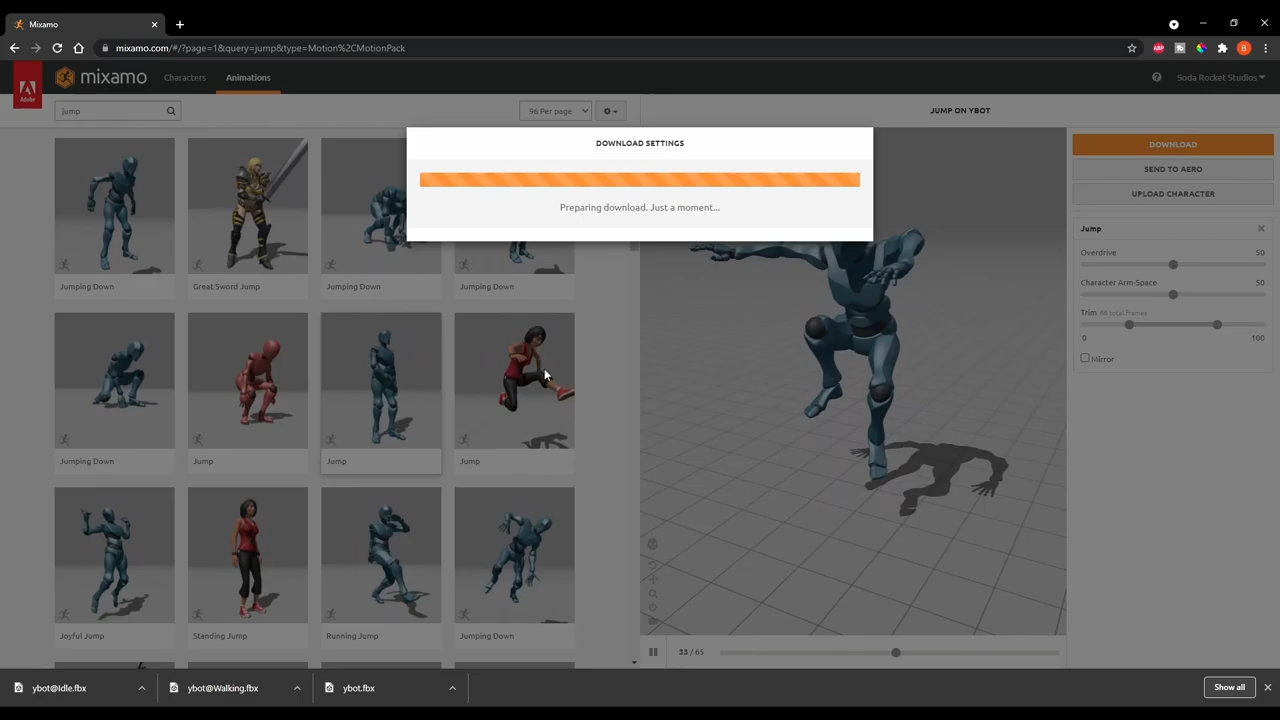 Mixamo
mixamo.com/#/?page=1&query=jump&type=Motion%2CMotionPack
ABP
B
Adobe
mixamo
Characters
Animations
Soda Rocket Studios
jump
96 Per page
JUMP ON YBOT
DOWNLOAD SETTINGS
Preparing download. Just a moment...
DOWNLOAD
SEND TO AERO
UPLOAD CHARACTER
Jump
Overdrive 50
Character Arm-Space 50
Trim
0 100
Mirror
Jumping Down
Great Sword Jump
Jumping Down
Jumping Down
Jumping Down
Jump
Jump
Jump
Joyful Jump
Standing Jump
Running Jump
Jumping Down
33 / 65
ybot@Idle.fbx
ybot@Walking.fbx
ybot.fbx
Show all